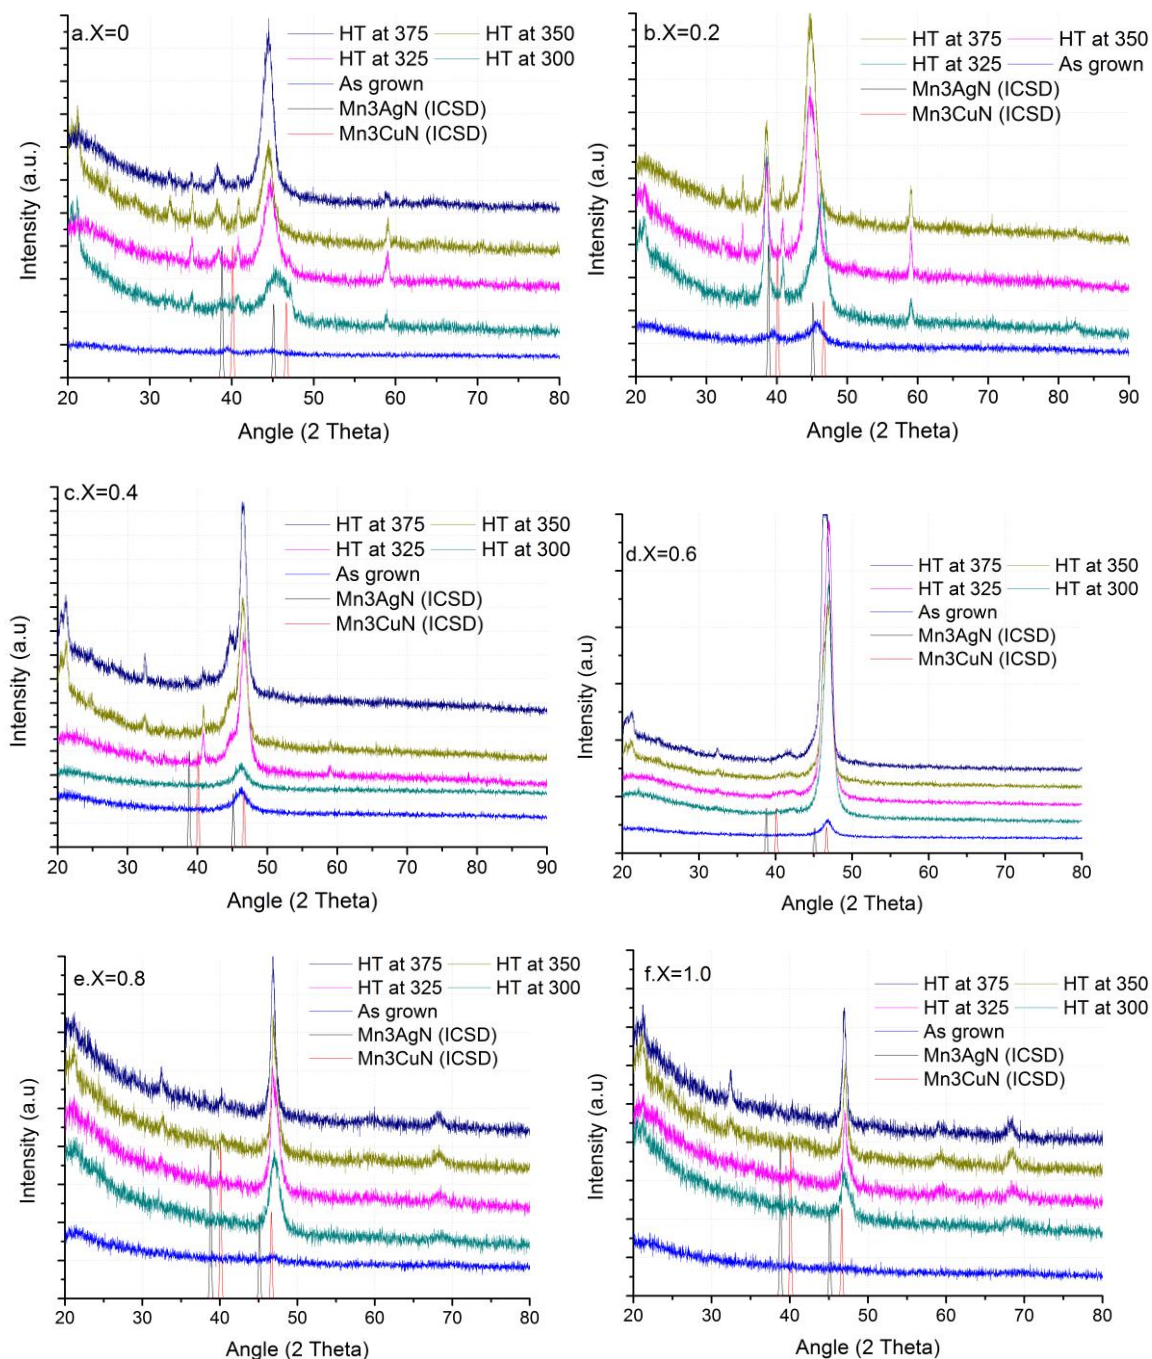 a.X=0
HT at 375 HT at 350
HT at 325 HT at 300
As grown
Mn3AgN (ICSD)
Mn3CuN (ICSD)
Intensity (a.u.)
20 30 40 50 60 70 80
Angle (2 Theta)
b.X=0.2
HT at 375 HT at 350
HT at 325 As grown
Mn3AgN (ICSD)
Mn3CuN (ICSD)
Intensity (a.u)
20 30 40 50 60 70 80 90
Angle (2 Theta)
c.X=0.4
HT at 375 HT at 350
HT at 325 HT at 300
As grown
Mn3AgN (ICSD)
Mn3CuN (ICSD)
Intensity (a.u)
20 30 40 50 60 70 80 90
Angle (2 Theta)
d.X=0.6
HT at 375 HT at 350
HT at 325 HT at 300
As grown
Mn3AgN (ICSD)
Mn3CuN (ICSD)
Intensity (a.u)
20 30 40 50 60 70 80
Angle (2 Theta)
e.X=0.8
HT at 375 HT at 350
HT at 325 HT at 300
As grown
Mn3AgN (ICSD)
Mn3CuN (ICSD)
Intensity (a.u)
20 30 40 50 60 70 80
Angle (2 Theta)
f.X=1.0
HT at 375 HT at 350
HT at 325 HT at 300
As grown
Mn3AgN (ICSD)
Mn3CuN (ICSD)
Intensity (a.u)
20 30 40 50 60 70 80
Angle (2 Theta)